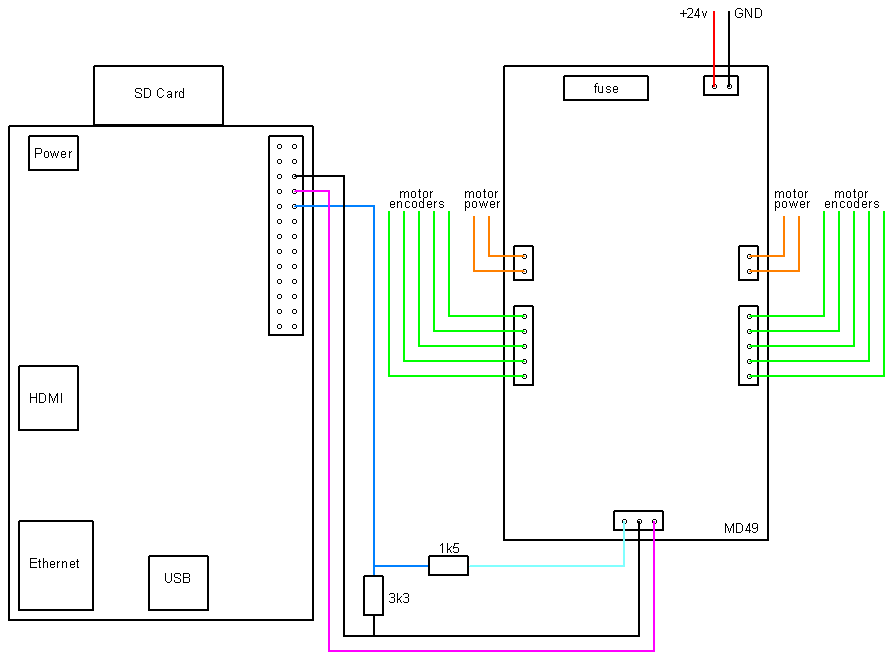 +24v GND
SD Card
fuse
Power
motor
encoders
motor
power
motor
power
motor
encoders
HDMI
MD49
1k5
Ethernet
USB
3k3